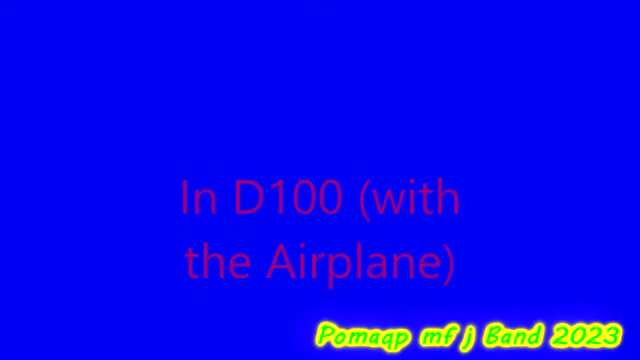 In D100 (with
the Airplane)
Pomaqp mf j Band 2023